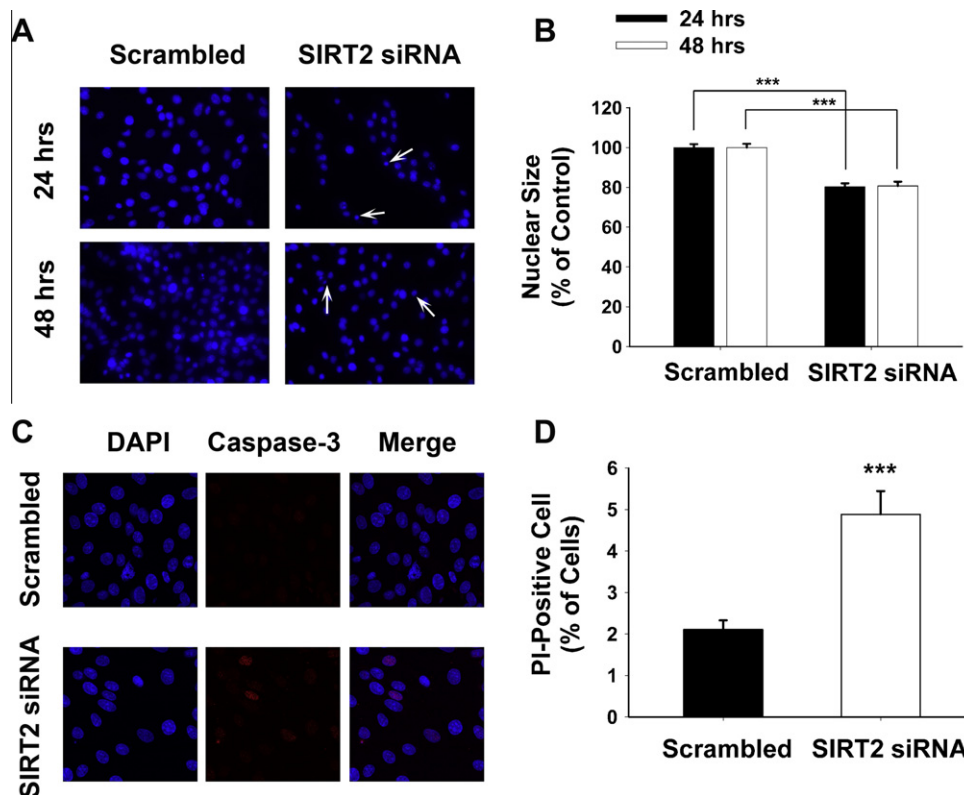 A
Scrambled
SIRT2 siRNA
24 hrs
48 hrs
B
24 hrs
48 hrs
***
***
Nuclear Size
(% of Control)
120
100
80
60
40
20
0
Scrambled
SIRT2 siRNA
C
DAPI
Caspase-3
Merge
Scrambled
SIRT2 siRNA
D
PI-Positive Cell
(% of Cells)
6
5
4
3
2
1
0
***
Scrambled
SIRT2 siRNA